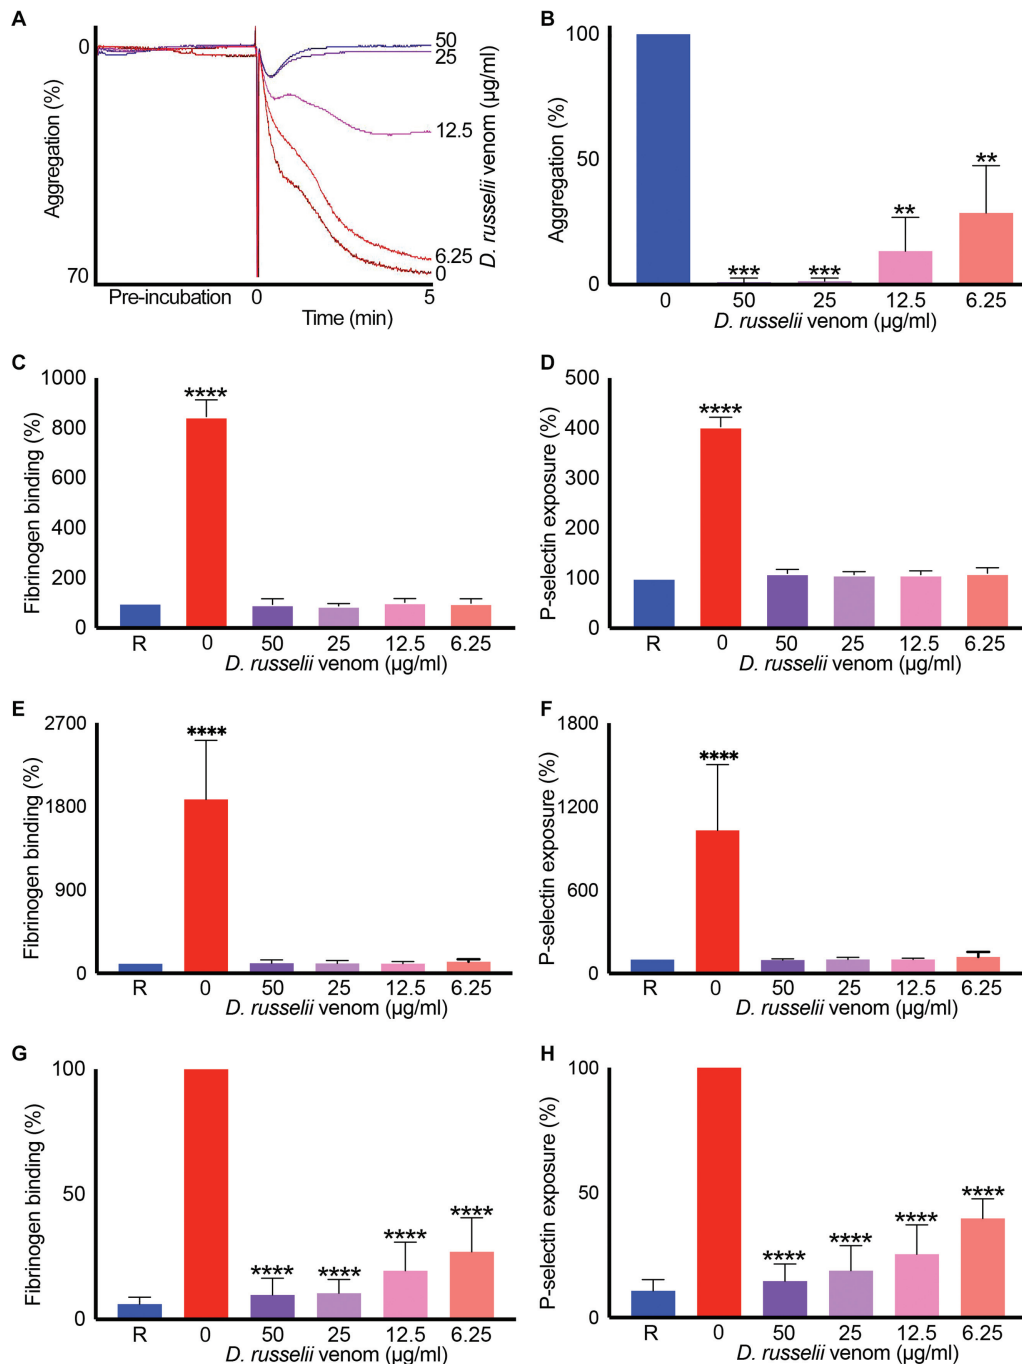 A
0
Aggregation (%)
70
Pre-incubation 0 5
Time (min)
50
25
12.5
6.25
0
D. russelii venom (µg/ml)
B
100
50
0
Aggregation (%)
***
***
**
**
0 50 25 12.5 6.25
D. russelii venom (µg/ml)
C
1000
800
600
400
200
0
Fibrinogen binding (%)
****
R 0 50 25 12.5 6.25
D. russelii venom (µg/ml)
D
500
400
300
200
100
0
P-selectin exposure (%)
****
R 0 50 25 12.5 6.25
D. russelii venom (µg/ml)
E
2700
1800
900
0
Fibrinogen binding (%)
****
R 0 50 25 12.5 6.25
D. russelii venom (µg/ml)
F
1800
1200
600
0
P-selectin exposure (%)
****
R 0 50 25 12.5 6.25
D. russelii venom (µg/ml)
G
100
50
0
Fibrinogen binding (%)
****
****
****
****
R 0 50 25 12.5 6.25
D. russelii venom (µg/ml)
H
100
50
0
P-selectin exposure (%)
****
****
****
****
R 0 50 25 12.5 6.25
D. russelii venom (µg/ml)